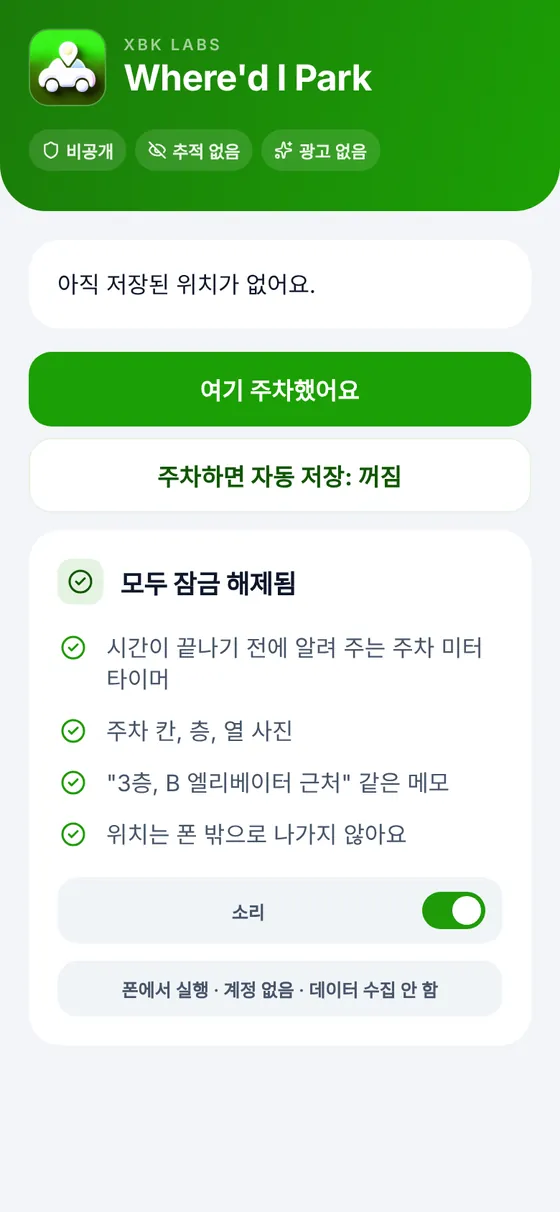 XBK LABS
Where'd I Park
비공개
추적 없음
광고 없음
아직 저장된 위치가 없어요.
여기 주차했어요
주차하면 자동 저장: 꺼짐
모두 잠금 해제됨
시간이 끝나기 전에 알려 주는 주차 미터
타이머
주차 칸, 층, 열 사진
"3층, B 엘리베이터 근처" 같은 메모
위치는 폰 밖으로 나가지 않아요
소리
폰에서 실행 · 계정 없음 · 데이터 수집 안 함